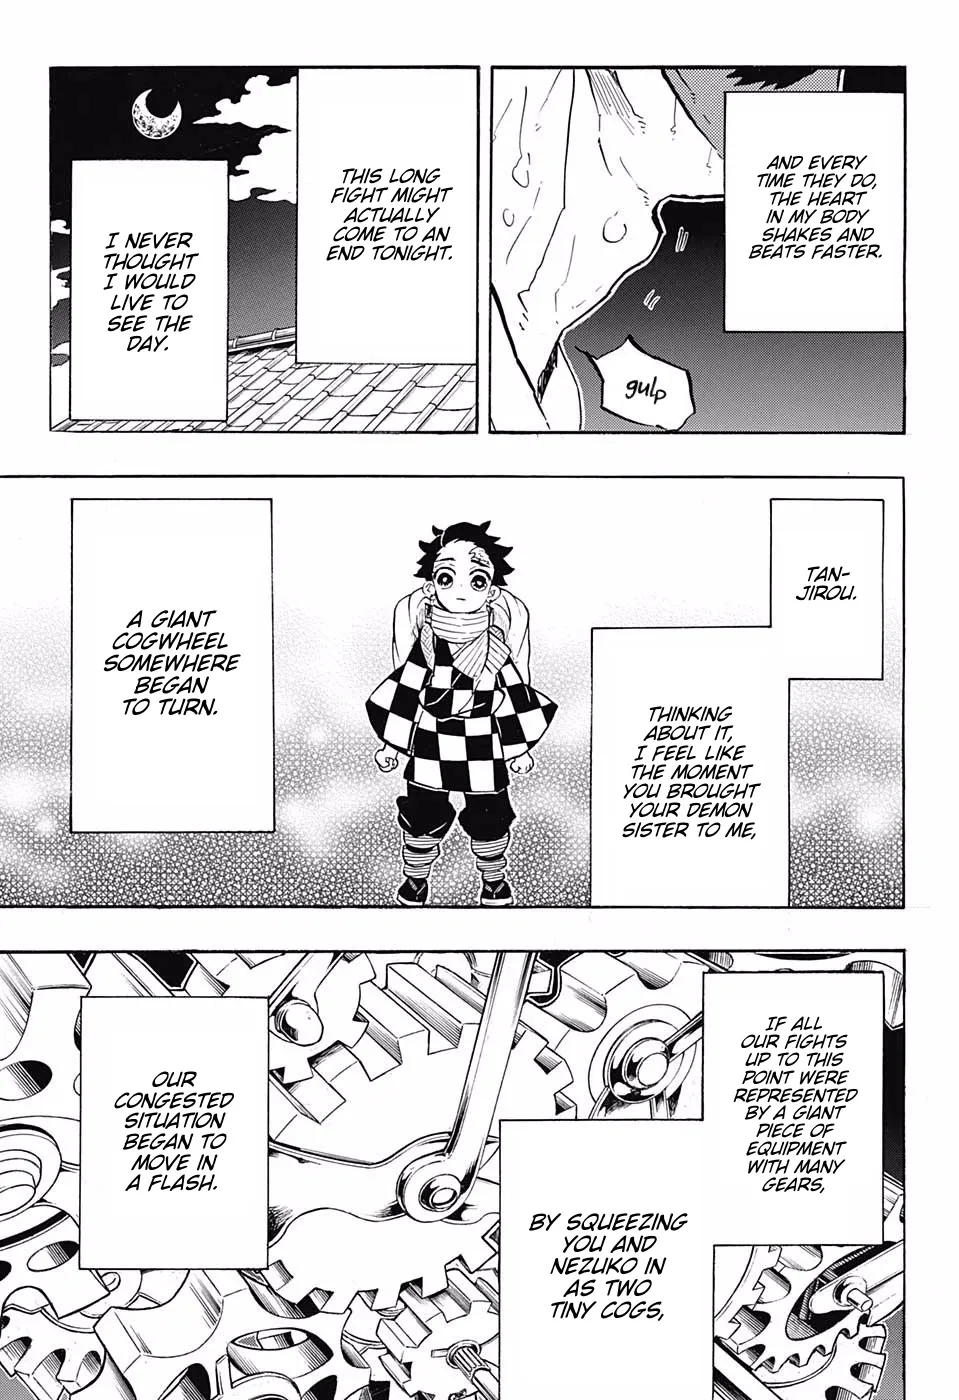 AND EVERY
TIME THEY DO,
THE HEART
IN MY BODY
SHAKES AND
BEATS FASTER.
gulp
THIS LONG
FIGHT MIGHT
ACTUALLY
COME TO AN
END TONIGHT.
I NEVER
THOUGHT
I WOULD
LIVE TO
SEE THE
DAY.
TAN-
JIROU.
THINKING
ABOUT IT,
I FEEL LIKE
THE MOMENT
YOU BROUGHT
YOUR DEMON
SISTER TO ME,
A GIANT
COGWHEEL
SOMEWHERE
BEGAN
TO TURN.
IF ALL
OUR FIGHTS
UP TO THIS
POINT WERE
REPRESENTED
BY A GIANT
PIECE OF
EQUIPMENT
WITH MANY
GEARS,
BY SQUEEZING
YOU AND
NEZUKO IN
AS TWO
TINY COGS,
OUR
CONGESTED
SITUATION
BEGAN TO
MOVE IN
A FLASH.